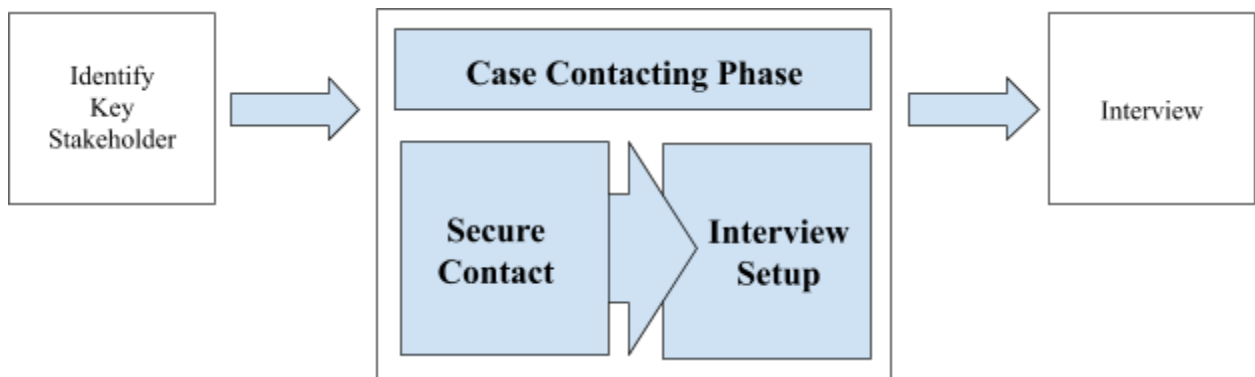 Identify
Key
Stakeholder
Case Contacting Phase
Secure
Contact
Interview
Setup
Interview